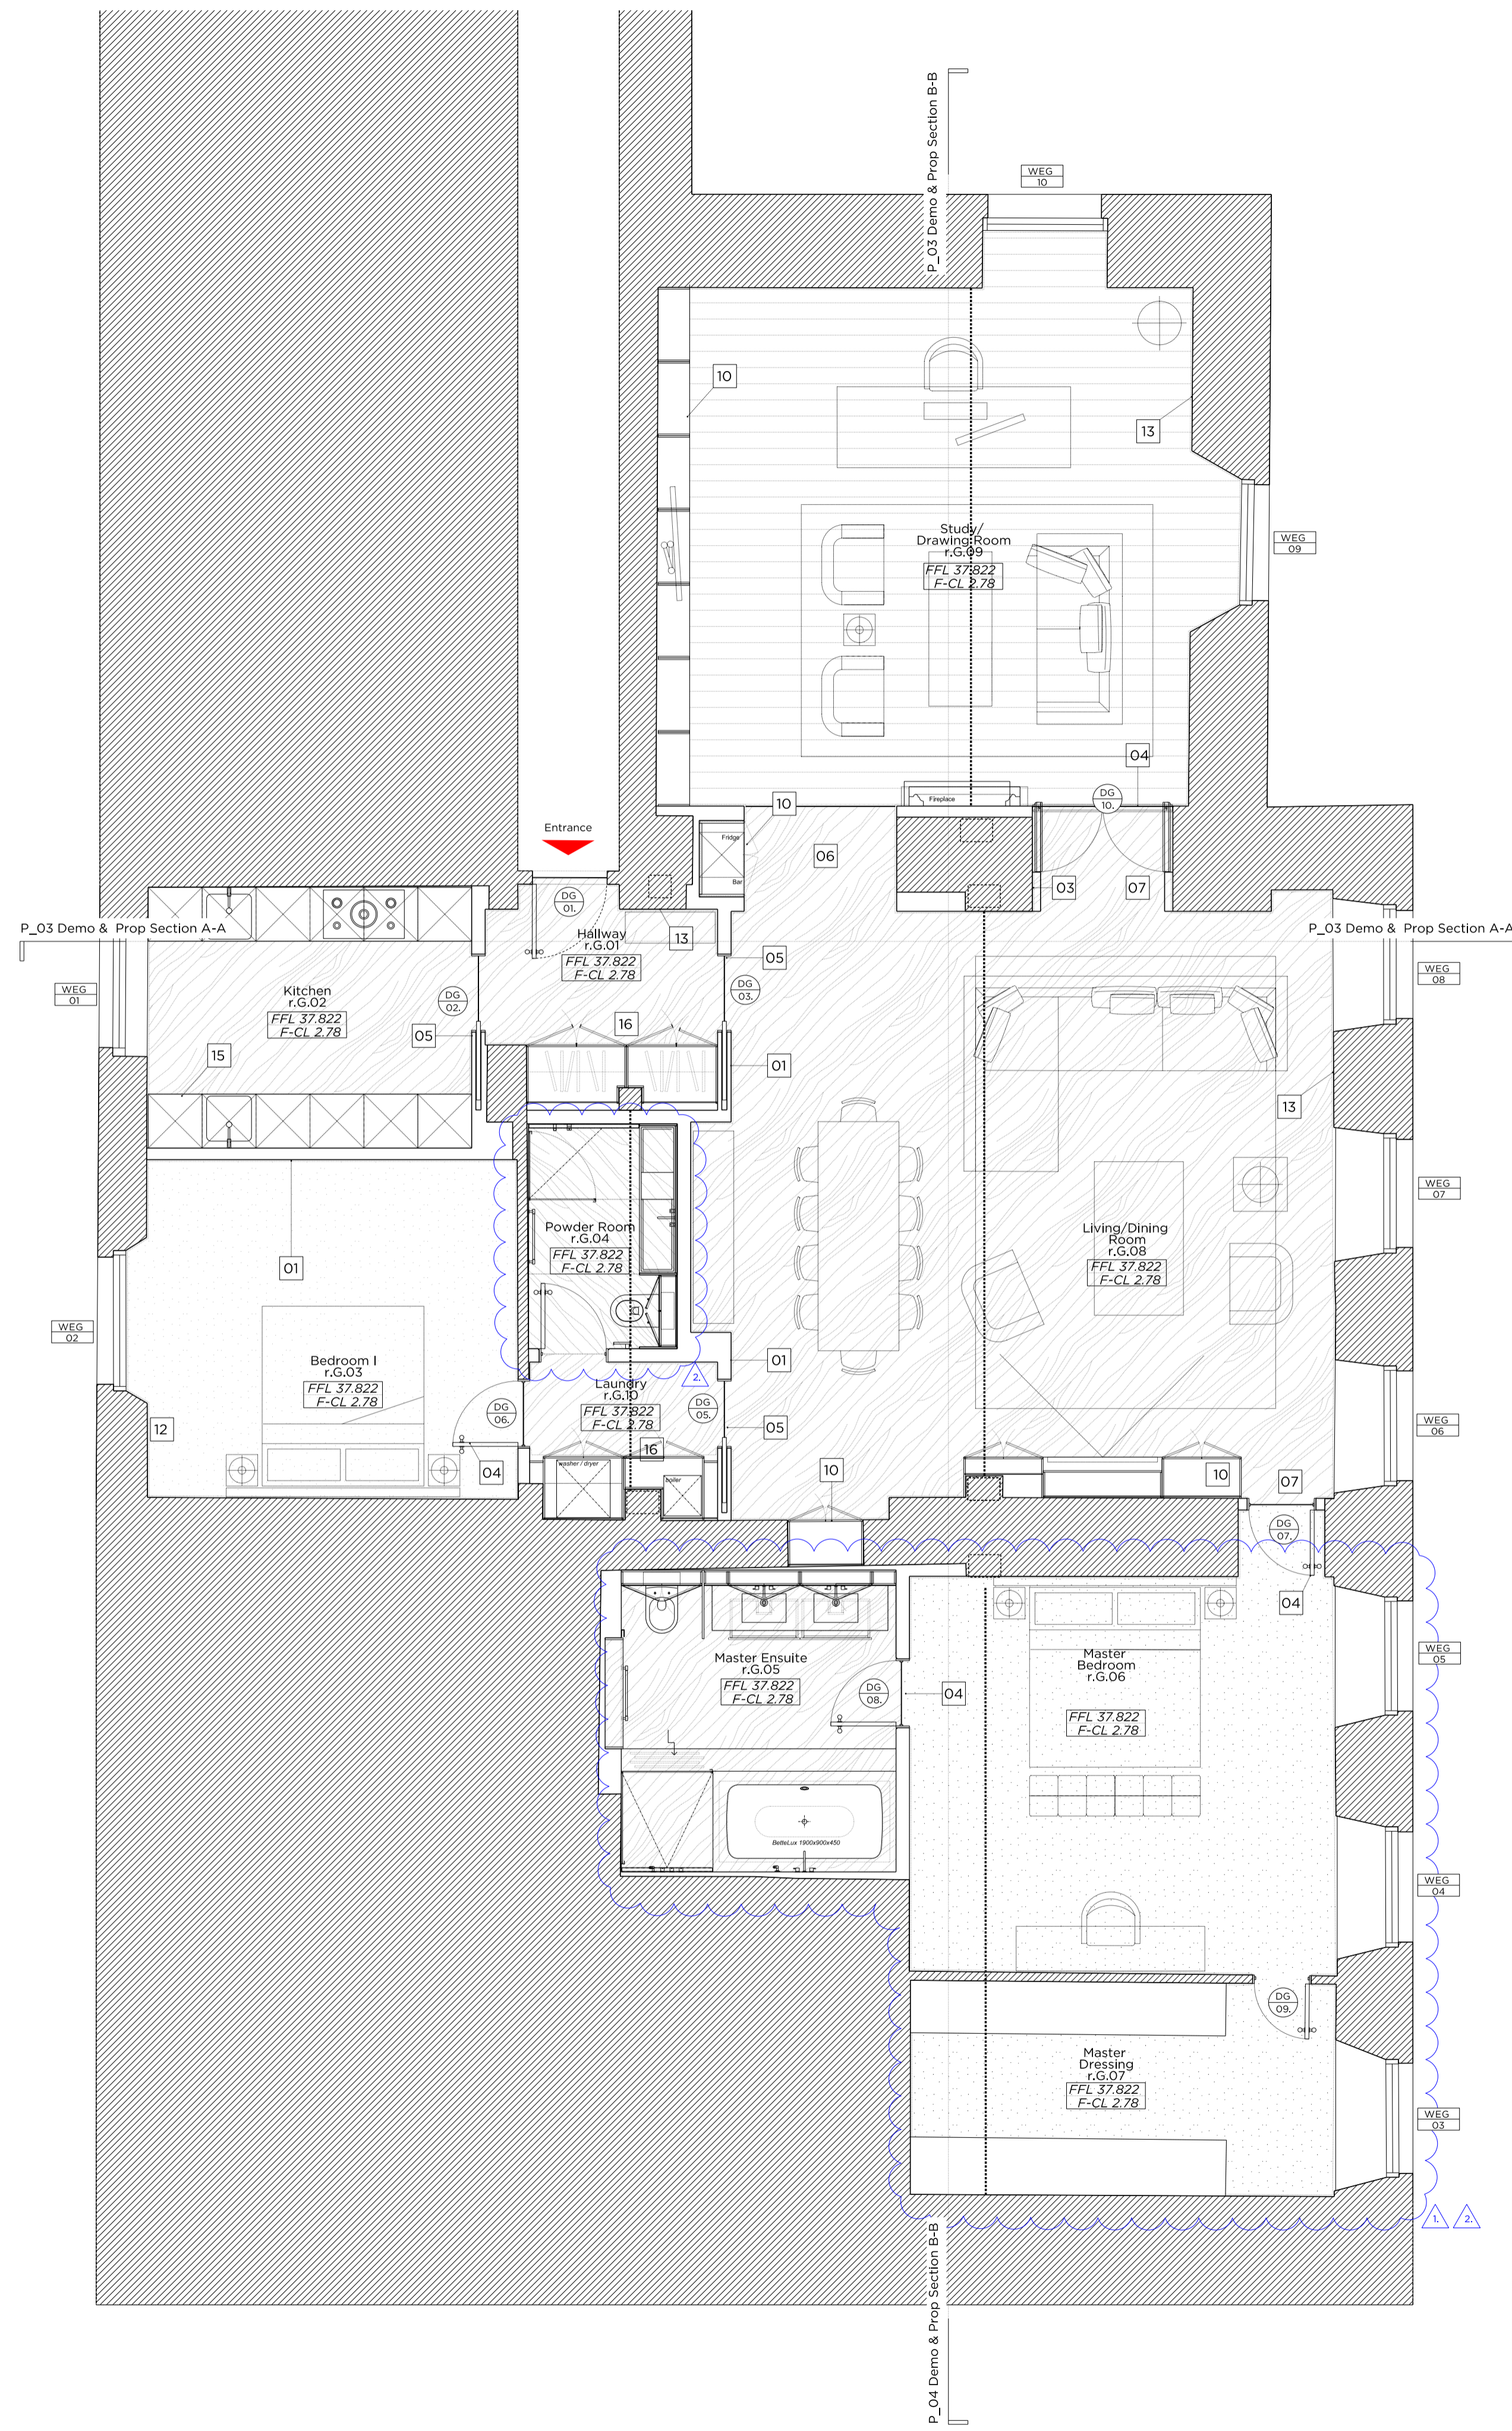 P_03 Demo & Prop Section B-B
WEG
10
10
13
Study/
Drawing Room
r.G.09
FFL 37.822
F-CL 2.78
WEG
09
04
Fireplace
DG
10.
10
Entrance
Fridge
Bar
06
03
07
DG
01.
P_03 Demo & Prop Section A-A
Hallway
r.G.01
FFL 37.822
F-CL 2.78
13
P_03 Demo & Prop Section A-A
05
WEG
08
WEG
01
Kitchen
r.G.02
FFL 37.822
F-CL 2.78
DG
02.
DG
03.
05
16
15
01
13
WEG
07
Powder Room
r.G.04
FFL 37.822
F-CL 2.78
Living/Dining
Room
r.G.08
FFL 37.822
F-CL 2.78
01
WEG
02
Bedroom I
r.G.03
FFL 37.822
F-CL 2.78
01
2.
Laundry
r.G.10
FFL 37.822
F-CL 2.78
DG
06.
DG
05.
05
WEG
06
12
04
16
washer / dryer
boiler
10
10
07
DG
07.
04
Master Ensuite
r.G.05
FFL 37.822
F-CL 2.78
DG
08.
04
Master
Bedroom
r.G.06
FFL 37.822
F-CL 2.78
WEG
05
BetteLux 1900x900x450
WEG
04
DG
09.
Master
Dressing
r.G.07
FFL 37.822
F-CL 2.78
WEG
03
1.
2.
P_04 Demo & Prop Section B-B